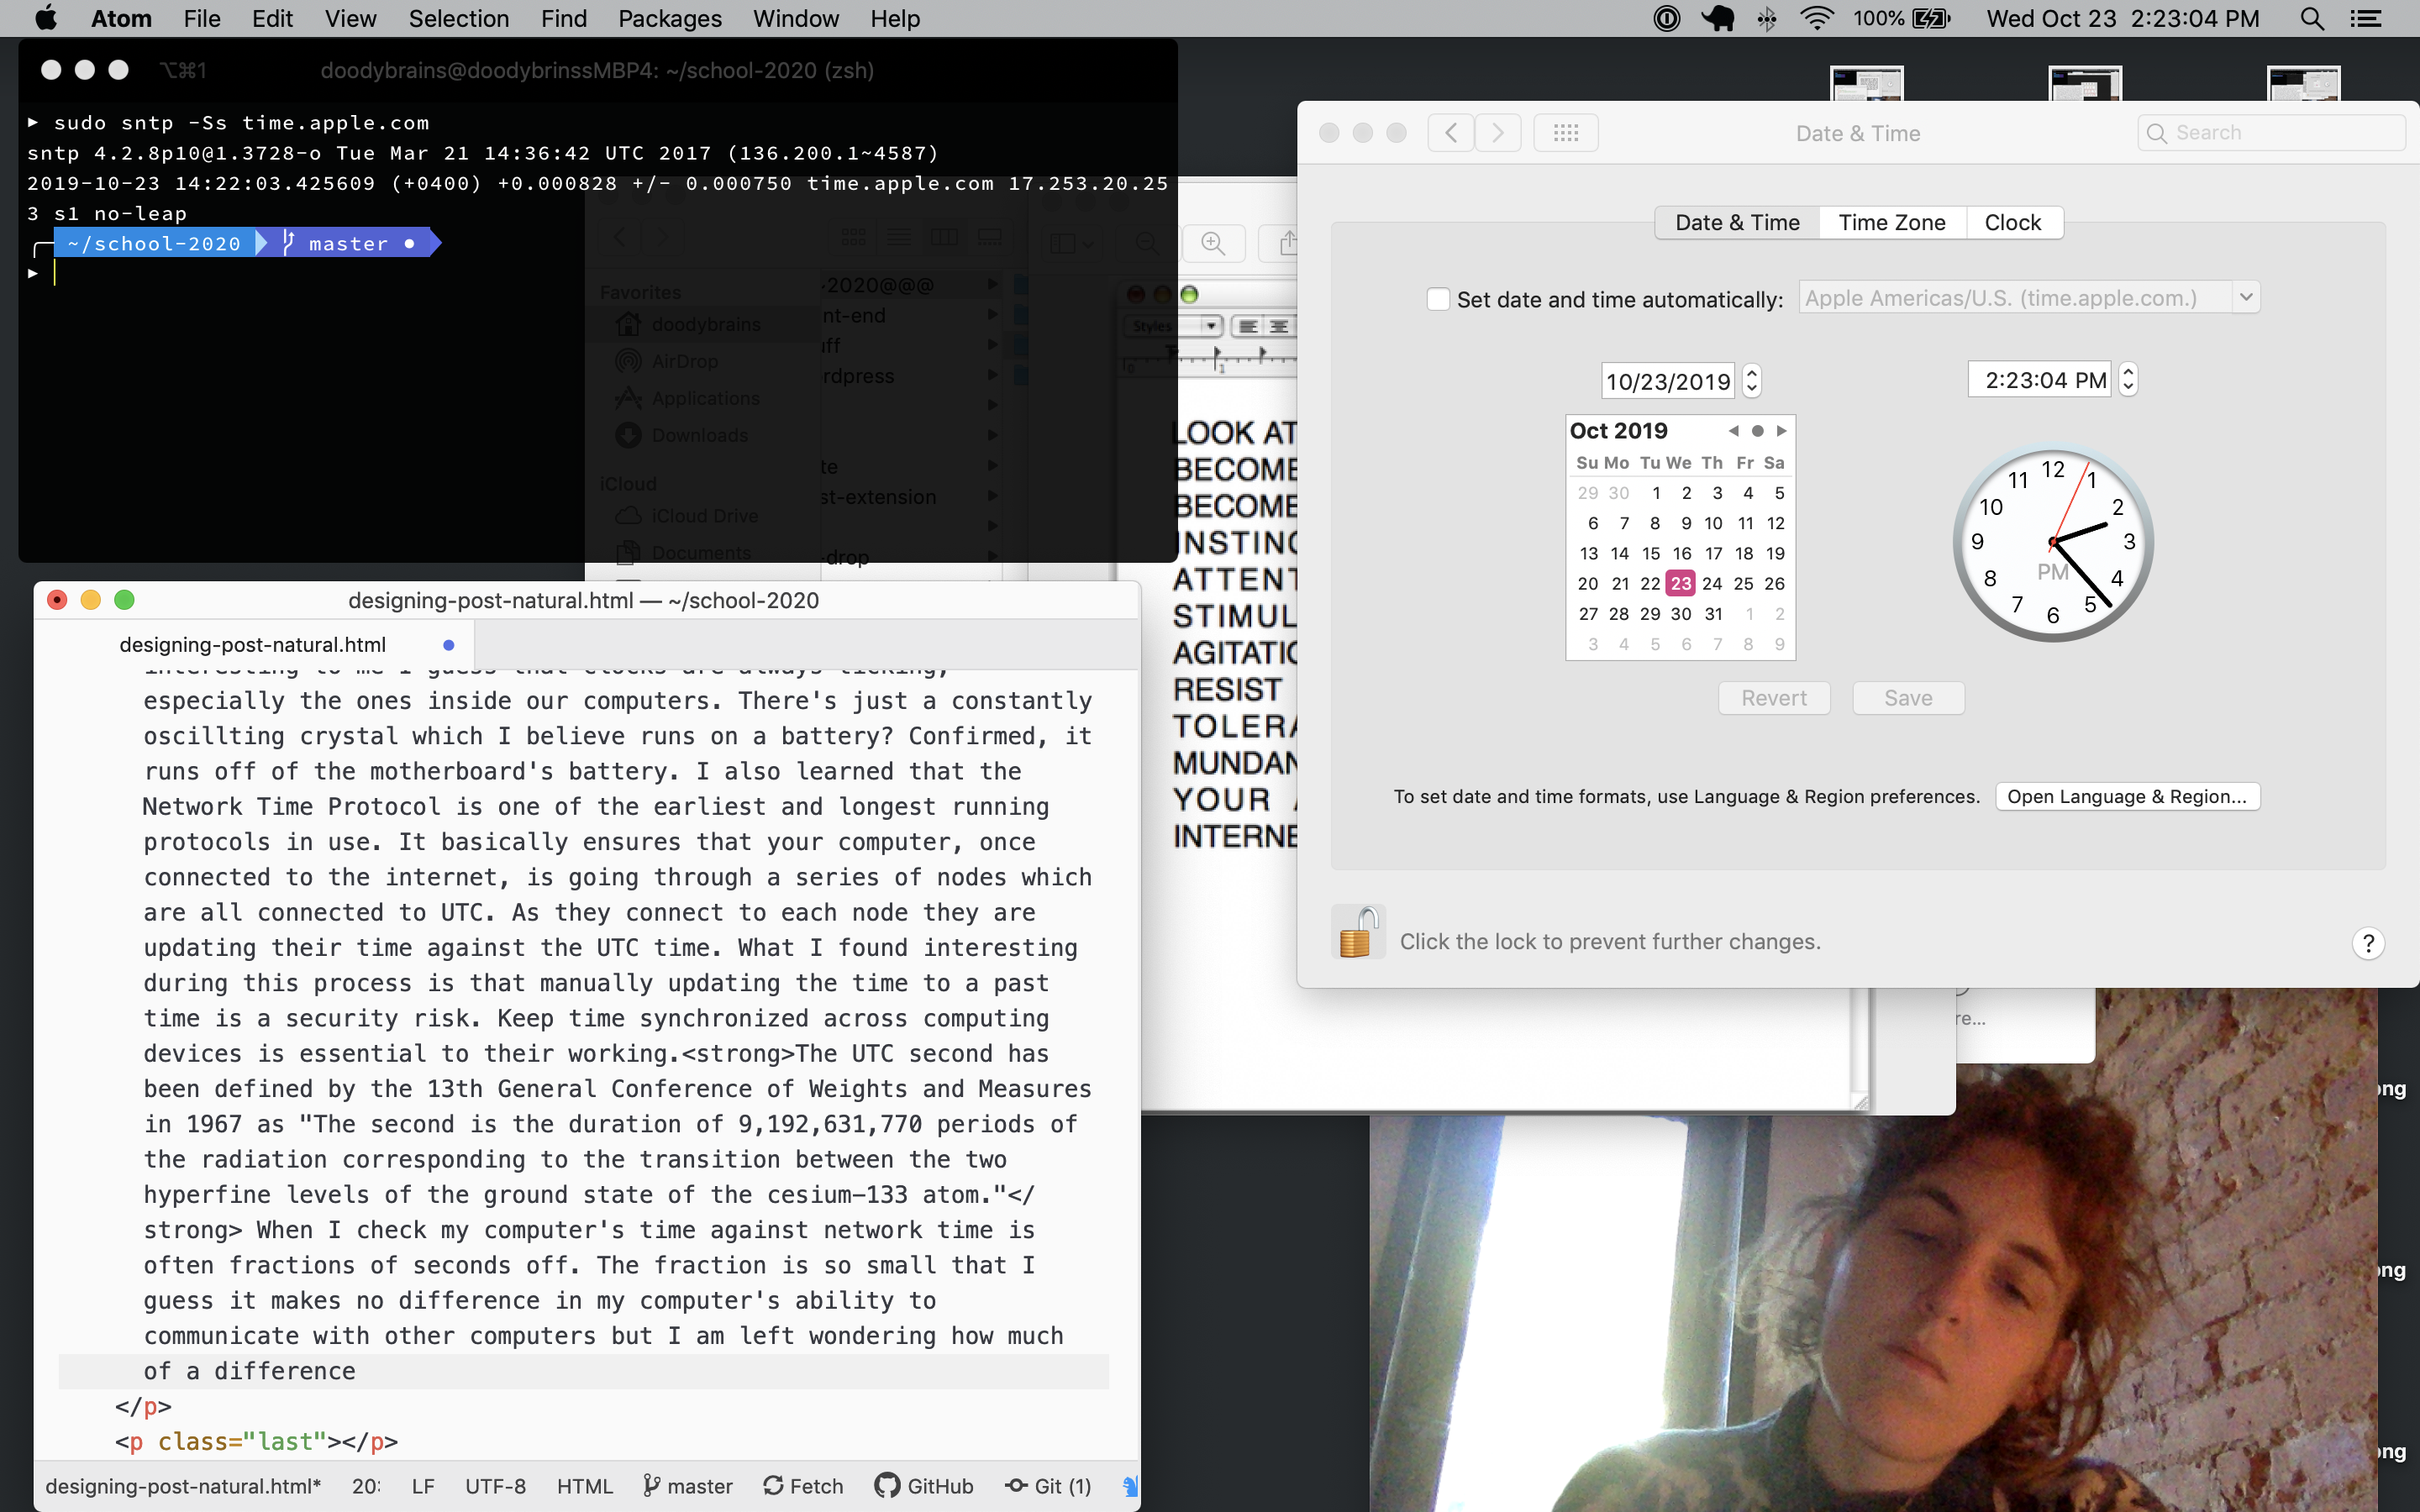 Atom File Edit View Selection Find Packages Window Help 100% Wed Oct 23 2:23:04 PM
⌥⌘1 doodybrains@doodybrinssMBP4: ~/school-2020 (zsh)
▸ sudo sntp -Ss time.apple.com
sntp 4.2.8p10@1.3728-o Tue Mar 21 14:36:42 UTC 2017 (136.200.1~4587)
2019-10-23 14:22:03.425609 (+0400) +0.000828 +/- 0.000750 time.apple.com 17.253.20.25
3 s1 no-leap
~/school-2020 master ●
▸
Favorites
doodybrains
AirDrop
Applications
Downloads
iCloud
iCloud Drive
Documents
2020@@@
nt-end
rdpress
st-extension
drop
Styles
0 1
LOOK AT
BECOME
BECOME
RESIST
YOUR
Date & Time
Search
Date & Time Time Zone Clock
Set date and time automatically: Apple Americas/U.S. (time.apple.com.)
10/23/2019 2:23:04 PM
Oct 2019
Su Mo Tu We Th Fr Sa
29 30 1 2 3 4 5
6 7 8 9 10 11 12
13 14 15 16 17 18 19
20 21 22 23 24 25 26
27 28 29 30 31 1 2
3 4 5 6 7 8 9
12 1 2 3 4 5 6 7 8 9 10 11
PM
Revert Save
To set date and time formats, use Language & Region preferences. Open Language & Region...
Click the lock to prevent further changes. ?
re...
ong
ong
ong
designing-post-natural.html — ~/school-2020
designing-post-natural.html
interesting to me I guess that clocks are always ticking,
especially the ones inside our computers. There's just a constantly
oscillting crystal which I believe runs on a battery? Confirmed, it
runs off of the motherboard's battery. I also learned that the
Network Time Protocol is one of the earliest and longest running
protocols in use. It basically ensures that your computer, once
connected to the internet, is going through a series of nodes which
are all connected to UTC. As they connect to each node they are
updating their time against the UTC time. What I found interesting
during this process is that manually updating the time to a past
time is a security risk. Keep time synchronized across computing
devices is essential to their working.<strong>The UTC second has
been defined by the 13th General Conference of Weights and Measures
in 1967 as "The second is the duration of 9,192,631,770 periods of
the radiation corresponding to the transition between the two
hyperfine levels of the ground state of the cesium-133 atom."</
strong> When I check my computer's time against network time is
often fractions of seconds off. The fraction is so small that I
guess it makes no difference in my computer's ability to
communicate with other computers but I am left wondering how much
of a difference
</p>
<p class="last"></p>
designing-post-natural.html* 20: LF UTF-8 HTML master Fetch GitHub Git (1)